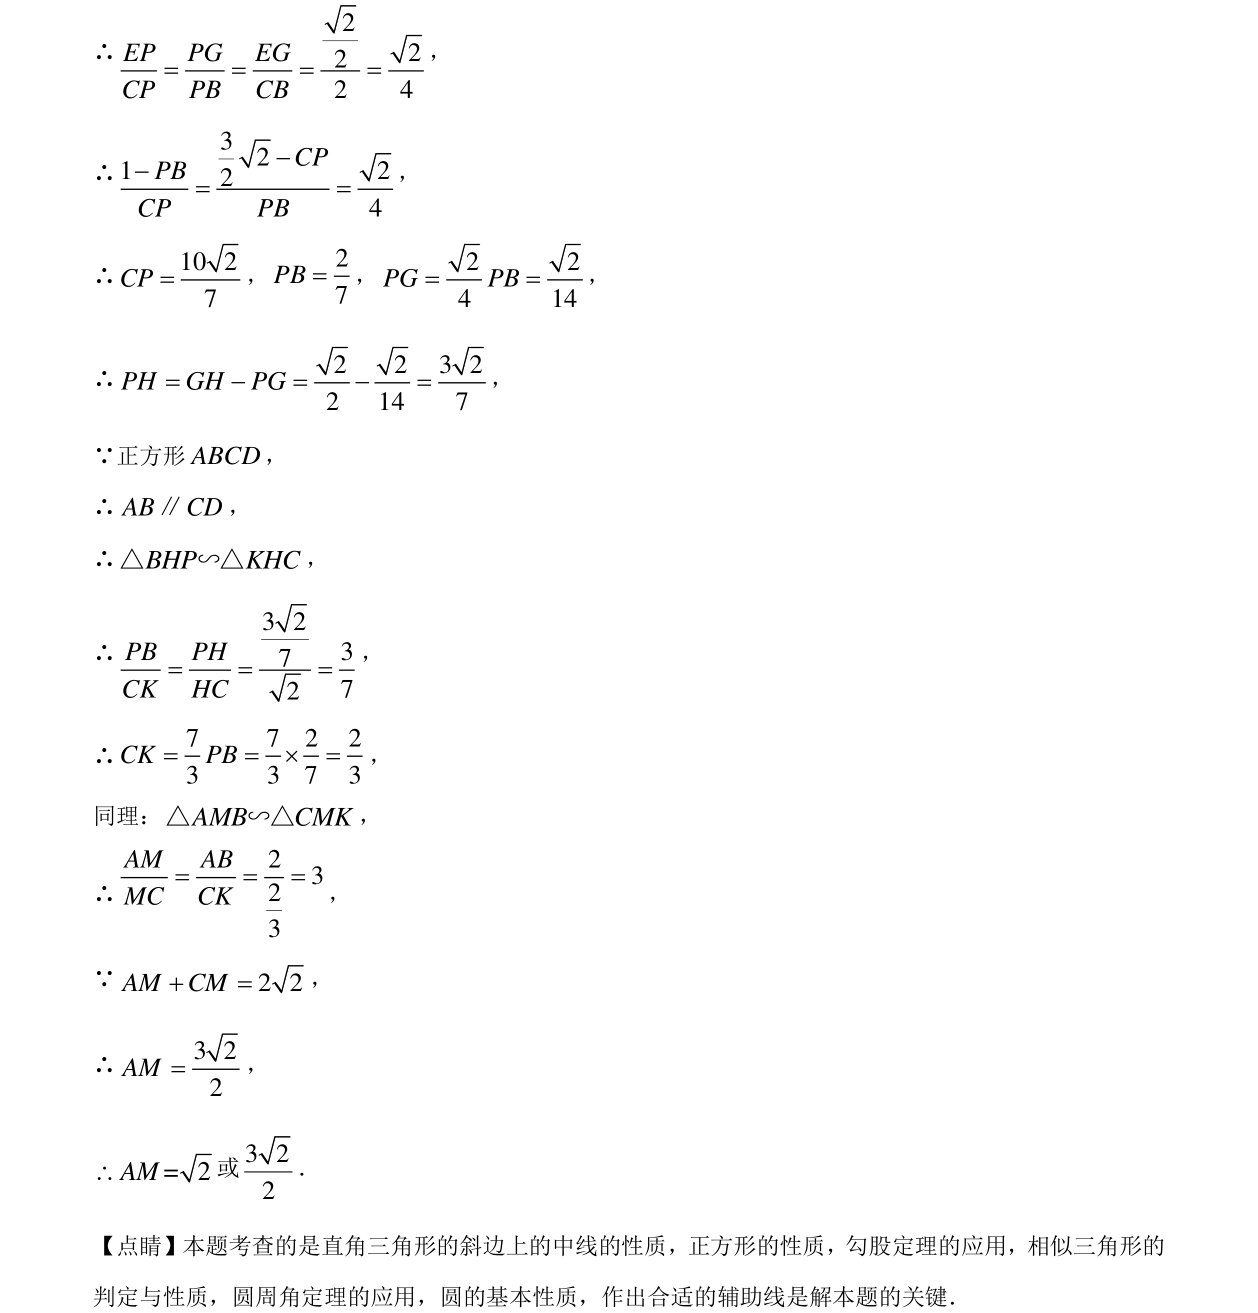 ∴ EP/CP = PG/PB = EG/CB = (√2/2)/2 = √2/4，
∴ (1−PB)/CP = (3/2√2−CP)/PB = √2/4，
∴ CP = 10√2/7， PB = 2/7， PG = √2/4 PB = √2/14，
∴ PH = GH − PG = √2/2 − √2/14 = 3√2/7，
∵正方形 ABCD，
∴ AB∥CD，
∴ △BHP∽△KHC，
∴ PB/CK = PH/HC = (3√2/7)/√2 = 3/7，
∴ CK = 7/3 PB = 7/3 × 2/7 = 2/3，
同理：△AMB∽△CMK，
∴ AM/MC = AB/CK = 2/(2/3) = 3，
∵ AM + CM = 2√2，
∴ AM = 3√2/2，
∴ AM=√2 或 3√2/2．
【点睛】本题考查的是直角三角形的斜边上的中线的性质，正方形的性质，勾股定理的应用，相似三角形的
判定与性质，圆周角定理的应用，圆的基本性质，作出合适的辅助线是解本题的关键．